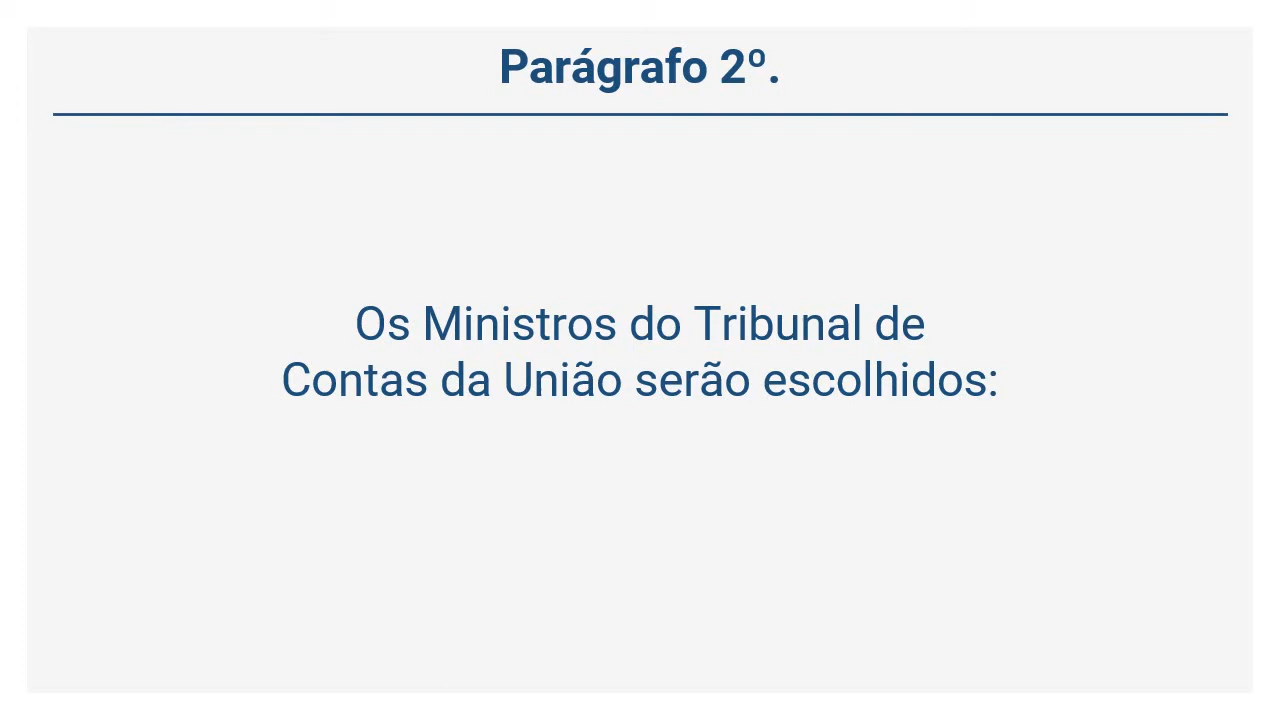 Parágrafo 2º.
Os Ministros do Tribunal de
Contas da União serão escolhidos: